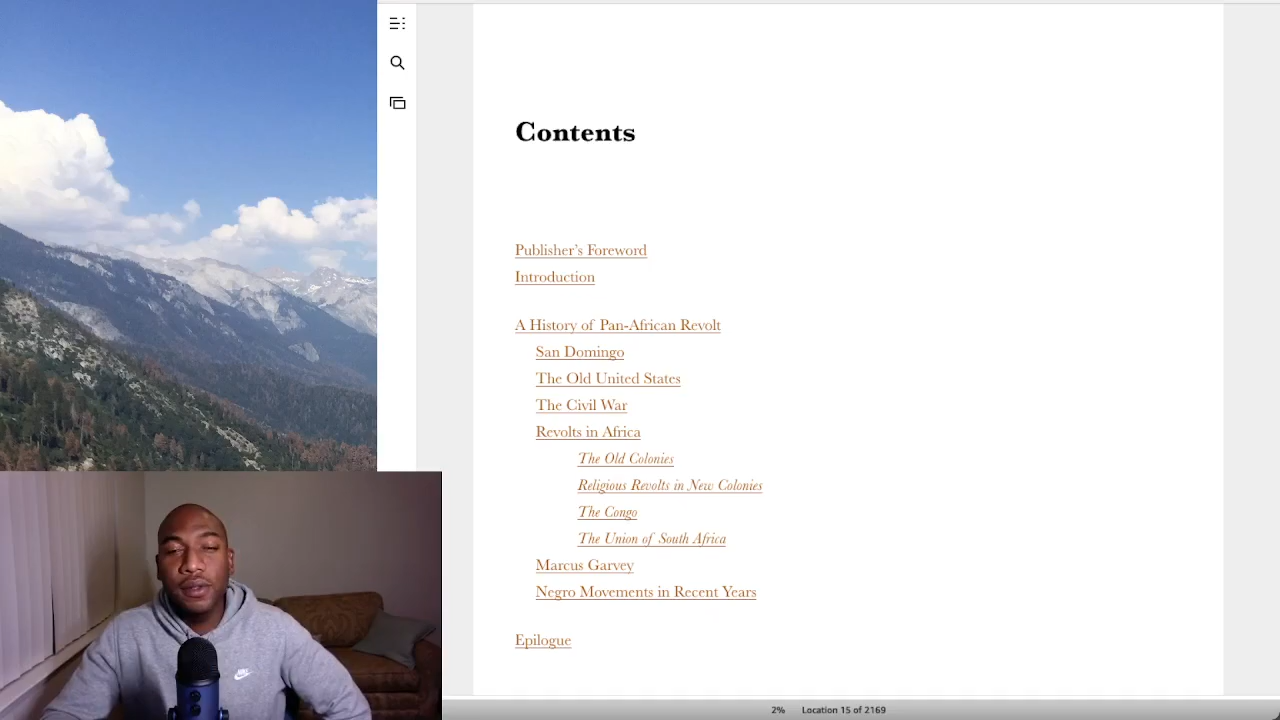 Contents
Publisher's Foreword
Introduction
A History of Pan-African Revolt
San Domingo
The Old United States
The Civil War
Revolts in Africa
The Old Colonies
Religious Revolts in New Colonies
The Congo
The Union of South Africa
Marcus Garvey
Negro Movements in Recent Years
Epilogue
2% Location 15 of 2169